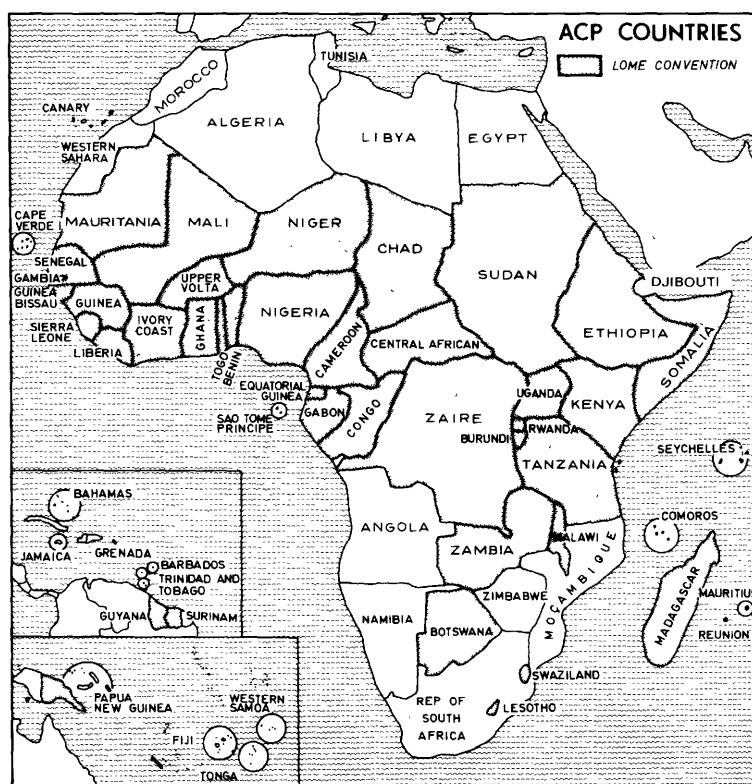 ACP COUNTRIES
LOME CONVENTION
TUNISIA
MOROCCO
CANARY
ALGERIA
LIBYA
EGYPT
WESTERN
SAHARA
CAPE
VERDE I
MAURITANIA
MALI
NIGER
CHAD
SUDAN
SENEGAL
GAMBIA
GUINEA
BISSAU
GUINEA
UPPER
VOLTA
DJIBOUTI
SIERRA
LEONE
IVORY
COAST
GHANA
NIGERIA
ETHIOPIA
LIBERIA
TOGO
BENIN
CAMEROON
CENTRAL AFRICAN
SOMALIA
EQUATORIAL
GUINEA
SAO TOME
PRINCIPE
GABON
CONGO
ZAIRE
UGANDA
KENYA
RWANDA
BURUNDI
TANZANIA
SEYCHELLES
BAHAMAS
JAMAICA
GRENADA
BARBADOS
TRINIDAD AND
TOBAGO
GUYANA
SURINAM
ANGOLA
ZAMBIA
MALAWI
COMOROS
MOÇAMBIQUE
ZIMBABWE
MADAGASCAR
MAURITIUS
REUNION
NAMIBIA
BOTSWANA
SWAZILAND
LESOTHO
REP OF
SOUTH
AFRICA
PAPUA
NEW GUINEA
WESTERN
SAMOA
FIJI
TONGA